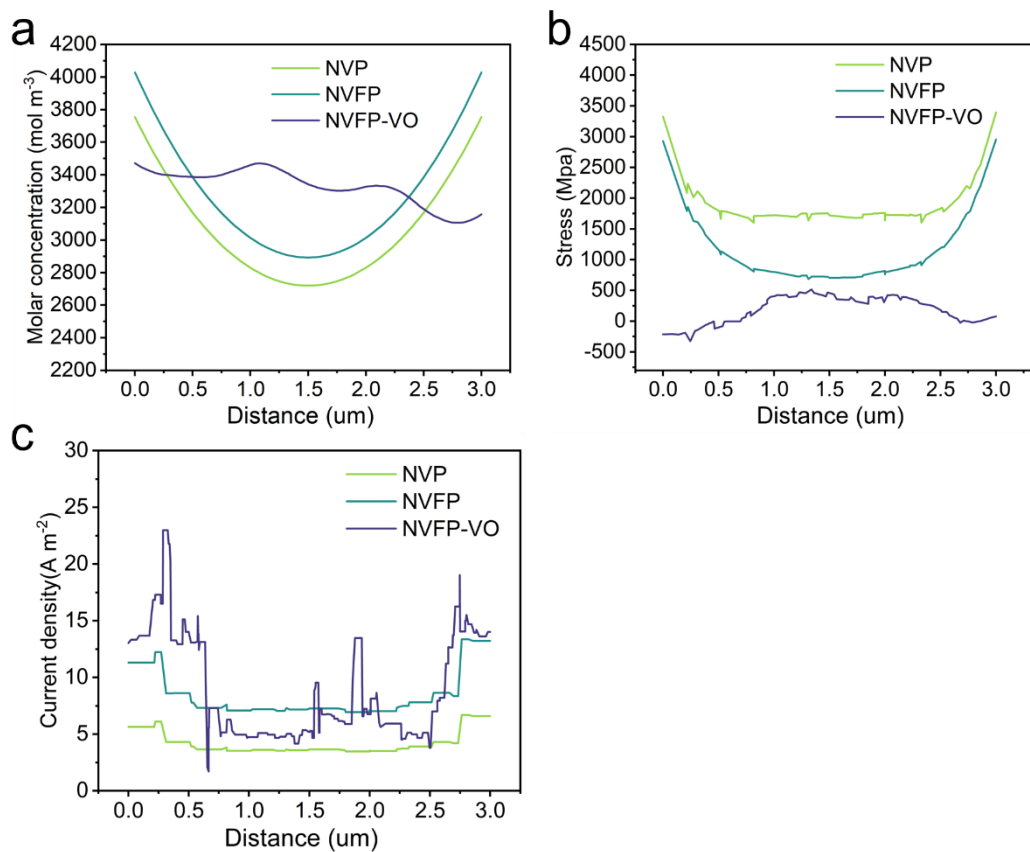 a
4200
4000
3800
3600
3400
3200
3000
2800
2600
2400
2200
Molar concentration (mol m⁻³)
NVP
NVFP
NVFP-VO
0.0 0.5 1.0 1.5 2.0 2.5 3.0
Distance (um)
b
4500
4000
3500
3000
2500
2000
1500
1000
500
0
-500
Stress (Mpa)
NVP
NVFP
NVFP-VO
0.0 0.5 1.0 1.5 2.0 2.5 3.0
Distance (um)
c
30
25
20
15
10
5
0
Current density(A m⁻²)
NVP
NVFP
NVFP-VO
0.0 0.5 1.0 1.5 2.0 2.5 3.0
Distance (um)